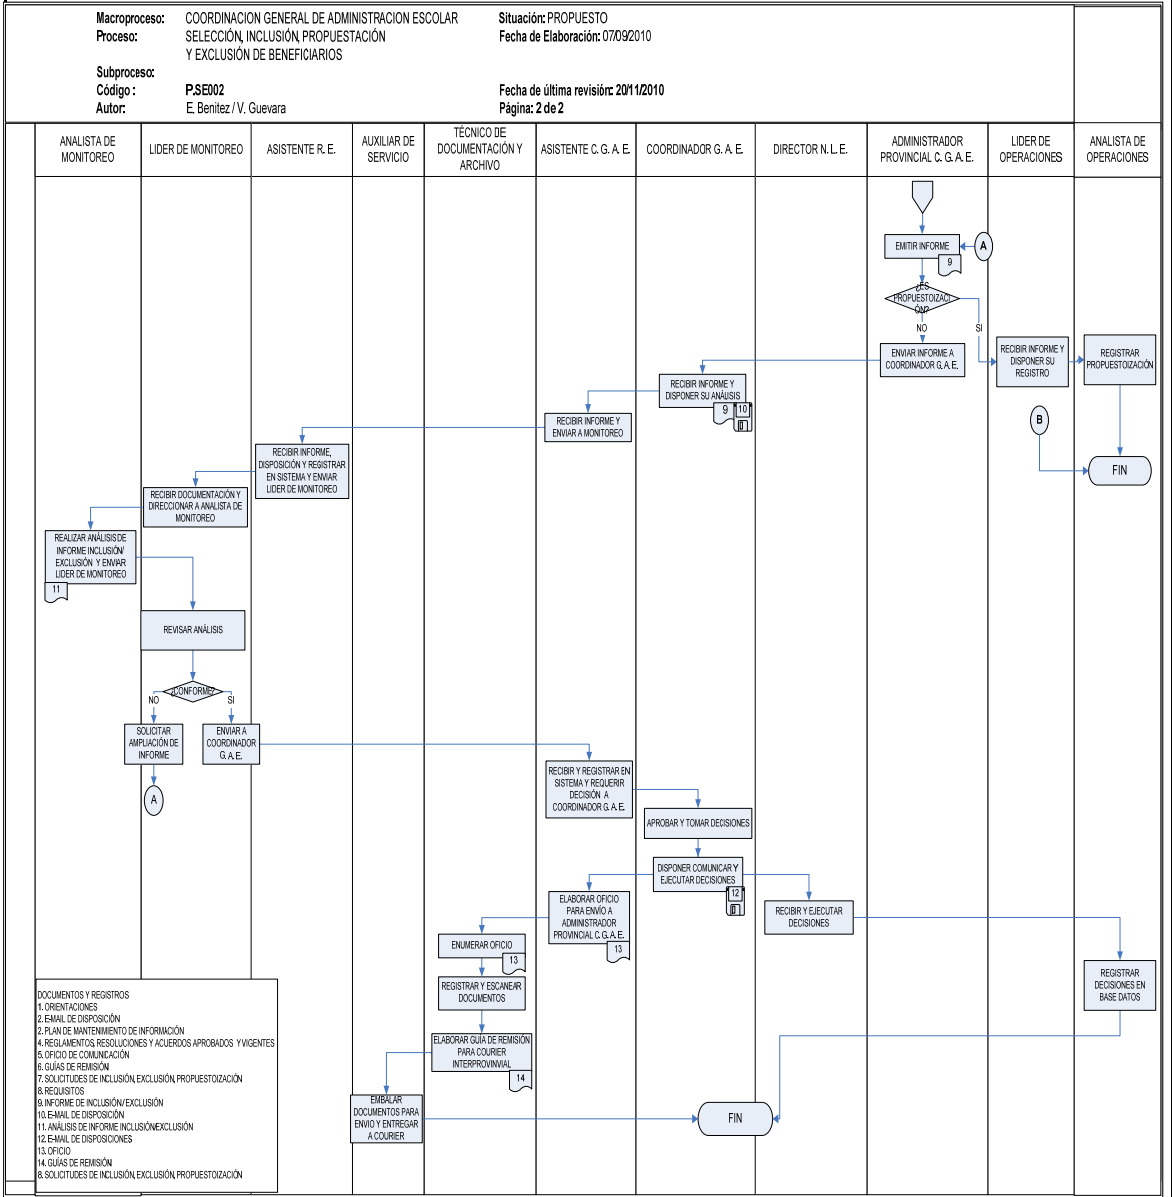 Macroproceso: COORDINACION GENERAL DE ADMINISTRACION ESCOLAR
Situación: PROPUESTO
Proceso: SELECCIÓN, INCLUSIÓN, PROPUESTACIÓN
Fecha de Elaboración: 07/09/2010
Y EXCLUSIÓN DE BENEFICIARIOS
Subproceso:
Código : P.SE002
Fecha de última revisión: 20/11/2010
Autor: E. Benitez / V. Guevara
Página: 2 de 2
ANALISTA DE
MONITOREO
LIDER DE MONITOREO
ASISTENTE R. E.
AUXILIAR DE
SERVICIO
TÉCNICO DE
DOCUMENTACIÓN Y
ARCHIVO
ASISTENTE C. G. A. E.
COORDINADOR G. A. E.
DIRECTOR N. L. E.
ADMINISTRADOR
PROVINCIAL C. G. A. E.
LIDER DE
OPERACIONES
ANALISTA DE
OPERACIONES
EMITIR INFORME
9
A
¿ES
PROPUESTOIZACI
ÓN?
NO
SI
ENVIAR INFORME A
COORDINADOR G. A. E.
RECIBIR INFORME Y
DISPONER SU
REGISTRO
REGISTRAR
PROPUESTOIZACIÓN
RECIBIR INFORME Y
DISPONER SU ANÁLISIS
9
10
B
RECIBIR INFORME Y
ENVIAR A MONITOREO
FIN
RECIBIR INFORME,
DISPOSICIÓN Y REGISTRAR
EN SISTEMA Y ENVIAR
LIDER DE MONITOREO
RECIBIR DOCUMENTACIÓN Y
DIRECCIONAR A ANALISTA DE
MONITOREO
REALIZAR ANÁLISIS DE
INFORME INCLUSIÓN/
EXCLUSIÓN Y ENVIAR
LIDER DE MONITOREO
11
REVISAR ANÁLISIS
¿CONFORME?
NO
SI
SOLICITAR
AMPLIACIÓN DE
INFORME
ENVIAR A
COORDINADOR
G. A. E.
A
RECIBIR Y REGISTRAR EN
SISTEMA Y REQUERIR
DECISIÓN A
COORDINADOR G. A. E.
APROBAR Y TOMAR DECISIONES
DISPONER COMUNICAR Y
EJECUTAR DECISIONES
12
ELABORAR OFICIO
PARA ENVÍO A
ADMINISTRADOR
PROVINCIAL C. G. A. E.
13
RECIBIR Y EJECUTAR
DECISIONES
ENUMERAR OFICIO
13
REGISTRAR
DECISIONES EN
BASE DATOS
REGISTRAR Y ESCANEAR
DOCUMENTOS
ELABORAR GUÍA DE REMISIÓN
PARA COURIER
INTERPROVINVIAL
14
EMBALAR
DOCUMENTOS PARA
ENVIO Y ENTREGAR
A COURIER
FIN
DOCUMENTOS Y REGISTROS
1. ORIENTACIONES
2. E-MAIL DE DISPOSICIÓN
2. PLAN DE MANTENIMIENTO DE INFORMACIÓN
4. REGLAMENTOS, RESOLUCIONES Y ACUERDOS APROBADOS Y VIGENTES
5. OFICIO DE COMUNICACIÓN
6. GUÍAS DE REMISIÓN
7. SOLICITUDES DE INCLUSIÓN, EXCLUSIÓN, PROPUESTOIZACIÓN
8. REQUISITOS
9. INFORME DE INCLUSIÓN/ EXCLUSIÓN
10. E-MAIL DE DISPOSICIÓN
11. ANÁLISIS DE INFORME INCLUSIÓN/EXCLUSIÓN
12. E-MAIL DE DISPOSICIONES
13. OFICIO
14. GUÍAS DE REMISIÓN
8. SOLICITUDES DE INCLUSIÓN, EXCLUSIÓN, PROPUESTOIZACIÓN